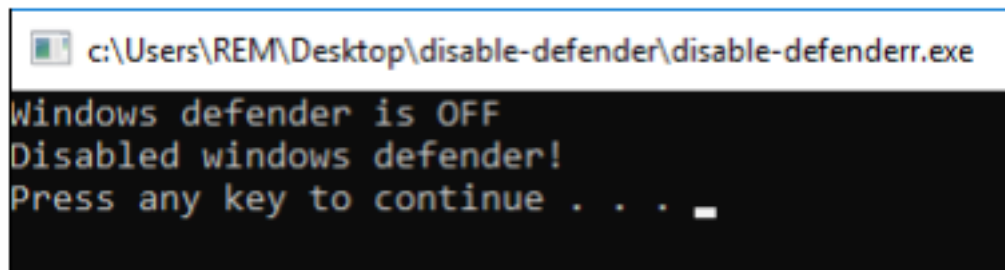 c:\Users\REM\Desktop\disable-defender\disable-defenderr.exe
Windows defender is OFF
Disabled windows defender!
Press any key to continue . . .